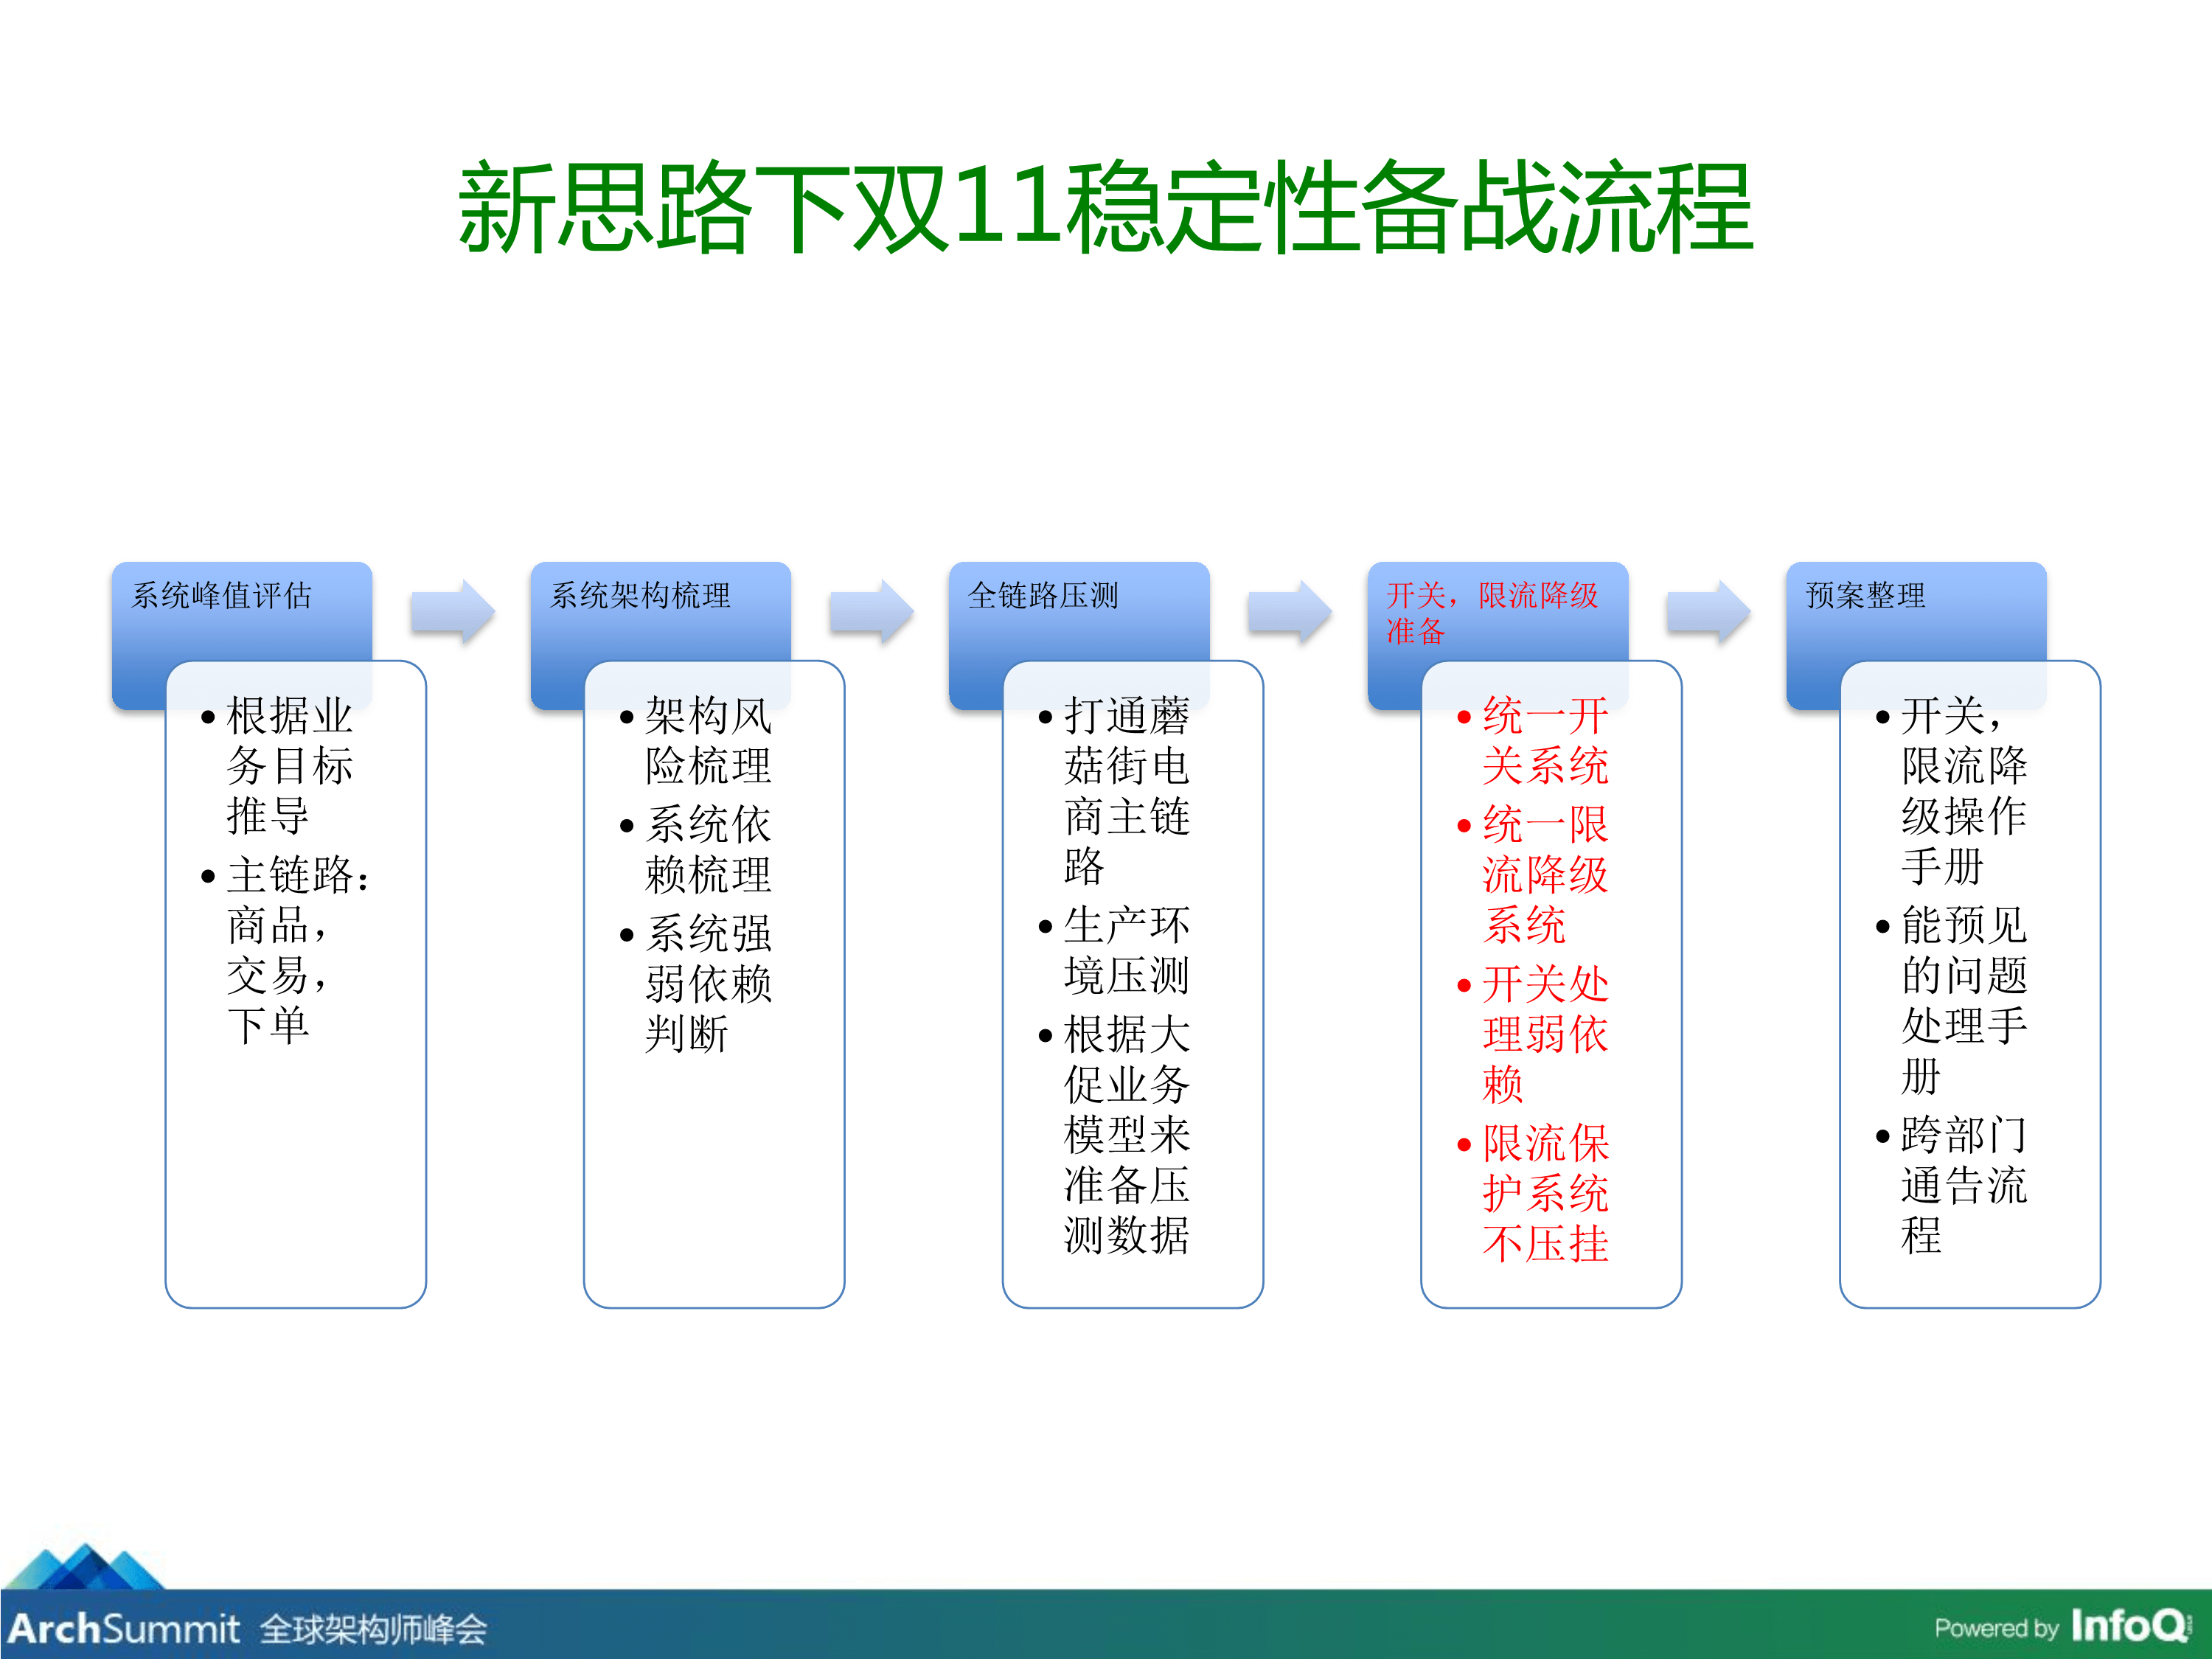 新思路下双11稳定性备战流程
系统峰值评估
• 根据业
务目标
推导
• 主链路：
商品，
交易，
下单
系统架构梳理
• 架构风
险梳理
• 系统依
赖梳理
• 系统强
弱依赖
判断
全链路压测
• 打通蘑
菇街电
商主链
路
• 生产环
境压测
• 根据大
促业务
模型来
准备压
测数据
开关，限流降级
准备
• 统一开
关系统
• 统一限
流降级
系统
• 开关处
理弱依
赖
• 限流保
护系统
不压挂
预案整理
• 开关，
限流降
级操作
手册
• 能预见
的问题
处理手
册
• 跨部门
通告流
程
ArchSummit 全球架构师峰会
Powered by InfoQ